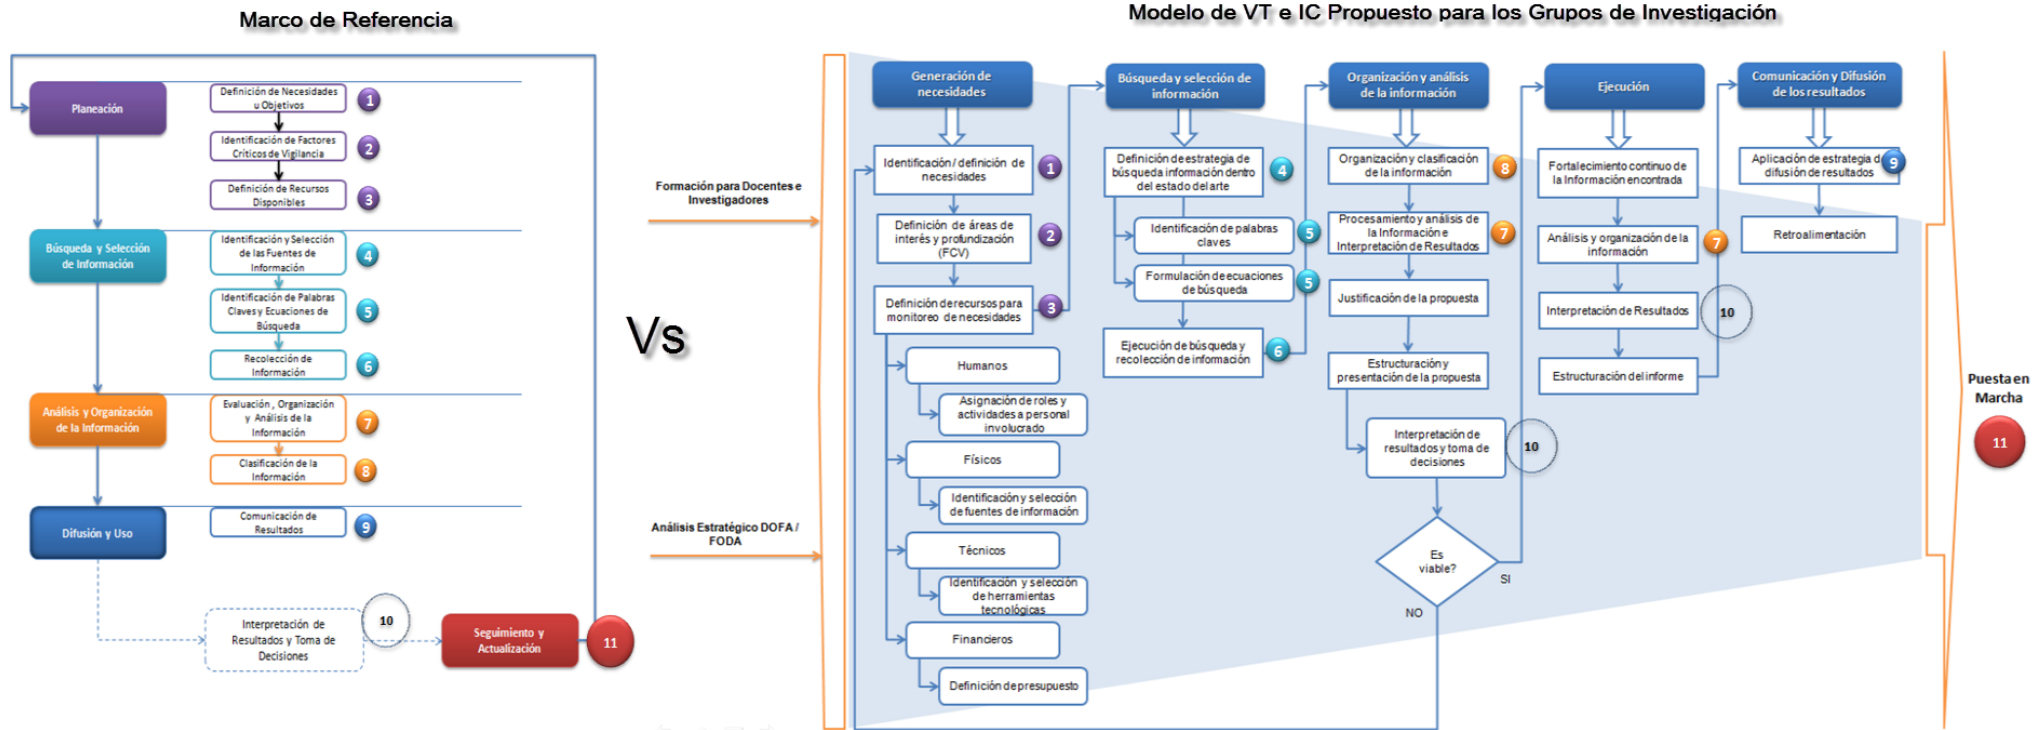 Marco de Referencia
Planeación
Definición de Necesidades
u Objetivos
1
Identificación de Factores
Críticos de Vigilancia
2
Definición de Recursos
Disponibles
3
Búsqueda y Selección
de Información
Identificación y Selección
de las Fuentes de
Información
4
Identificación de Palabras
Claves y Ecuaciones de
Búsqueda
5
Recolección de
Información
6
Análisis y Organización
de la Información
Evaluación , Organización
y Análisis de la
Información
7
Clasificación de la
Información
8
Difusión y Uso
Comunicación de
Resultados
9
Interpretación de
Resultados y Toma de
Decisiones
10
Seguimiento y
Actualización
11
Vs
Modelo de VT e IC Propuesto para los Grupos de Investigación
Formación para Docentes e
Investigadores
Análisis Estratégico DOFA /
FODA
Generación de
necesidades
Identificación / definición de
necesidades
1
Definición de áreas de
interés y profundización
(FCV)
2
Definición de recursos para
monitoreo de necesidades
3
Humanos
Asignación de roles y
actividades a personal
involucrado
Físicos
Identificación y selección
de fuentes de información
Técnicos
Identificación y selección
de herramientas
tecnológicas
Financieros
Definición de presupuesto
Búsqueda y selección de
información
Definición de estrategia de
búsqueda información dentro
del estado del arte
4
Identificación de palabras
claves
5
Formulación de ecuaciones
de búsqueda
5
Ejecución de búsqueda y
recolección de información
6
Organización y análisis
de la información
Organización y clasificación
de la información
8
Procesamiento y análisis de
la Información e
Interpretación de Resultados
7
Justificación de la propuesta
Estructuración y
presentación de la propuesta
Interpretación de
resultados y toma de
decisiones
10
Es
viable?
SI
NO
Ejecución
Fortalecimiento continuo de
la Información encontrada
Análisis y organización de la
información
7
Interpretación de Resultados
10
Estructuración del informe
Comunicación y Difusión
de los resultados
Aplicación de estrategia d
difusión de resultados
9
Retroalimentación
Puesta en
Marcha
11